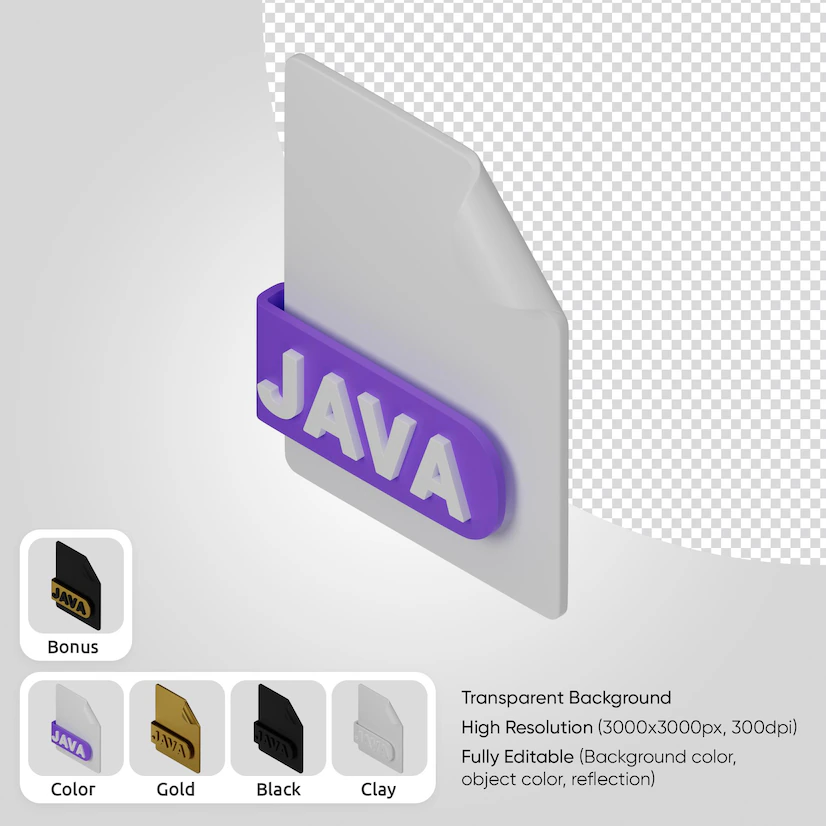 JAVA
JAVA
Bonus
JAVA
JAVA
JAVA
JAVA
Color
Gold
Black
Clay
Transparent Background
High Resolution (3000x3000px, 300dpi)
Fully Editable (Background color,
object color, reflection)